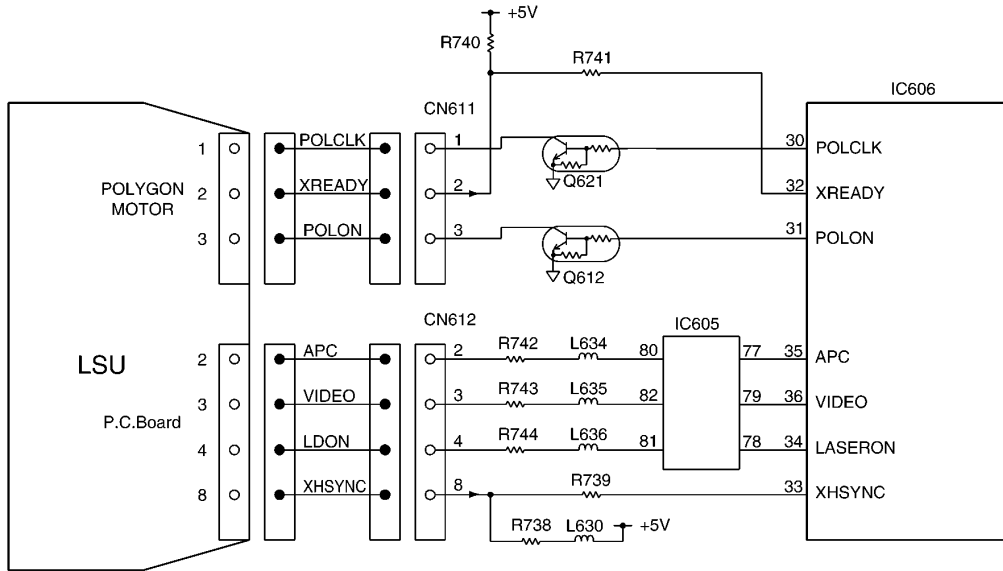 +5V
R740
R741
IC606
CN611
1 POLCLK 1 30 POLCLK
Q621
POLYGON
MOTOR
2 XREADY 2 32 XREADY
3 POLON 3 31 POLON
Q612
CN612
IC605
LSU
P.C.Board
2 APC 2 R742 L634 80 77 35 APC
3 VIDEO 3 R743 L635 82 79 36 VIDEO
4 LDON 4 R744 L636 81 78 34 LASERON
8 XHSYNC 8 R739 33 XHSYNC
R738 L630 +5V